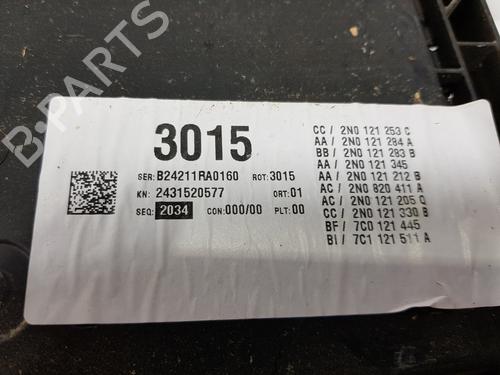 3015
SER: B24211RA0160 ROT: 3015
KN: 2431520577 ORT: 01
SEQ: 2034 CON: 000/00 PLT: 00
CC / 2N0 121 253 C
AA / 2N0 121 284 A
BB / 2N0 121 283 B
AA / 2N0 121 345
AA / 2N0 121 212 B
AC / 2N0 820 411 A
AC / 2N0 121 205 Q
CC / 2N0 121 330 B
BF / 7C0 121 445
BI / 7C1 121 511 A
B-PARTS